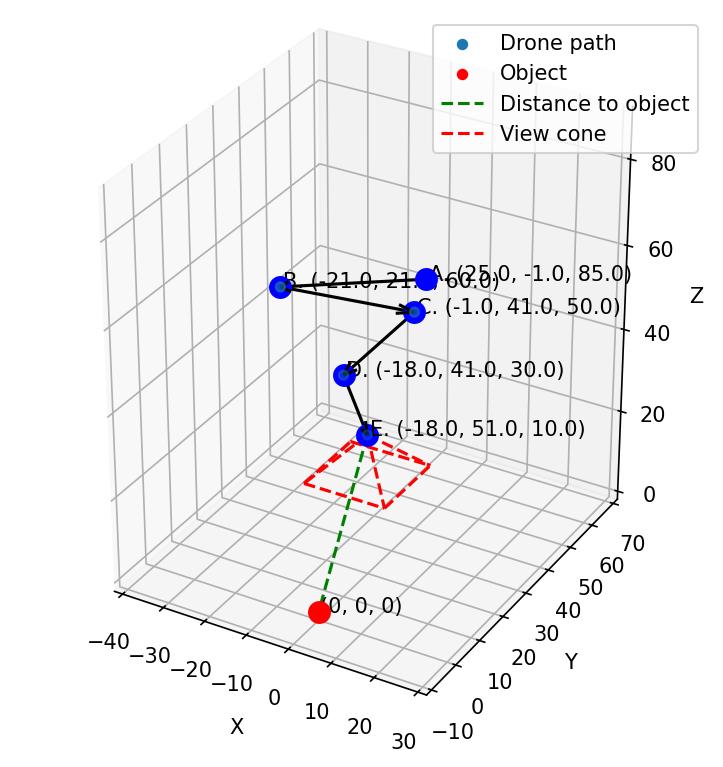 Drone path
Object
Distance to object
View cone
80
60
40
20
0
Z
A. (25.0, -1.0, 85.0)
B. (-21.0, 21.0, 60.0)
C. (-1.0, 41.0, 50.0)
D. (-18.0, 41.0, 30.0)
E. (-18.0, 51.0, 10.0)
(0, 0, 0)
70
60
50
40
30
20
10
0
−10
Y
−40
−30
−20
−10
0
10
20
30
X